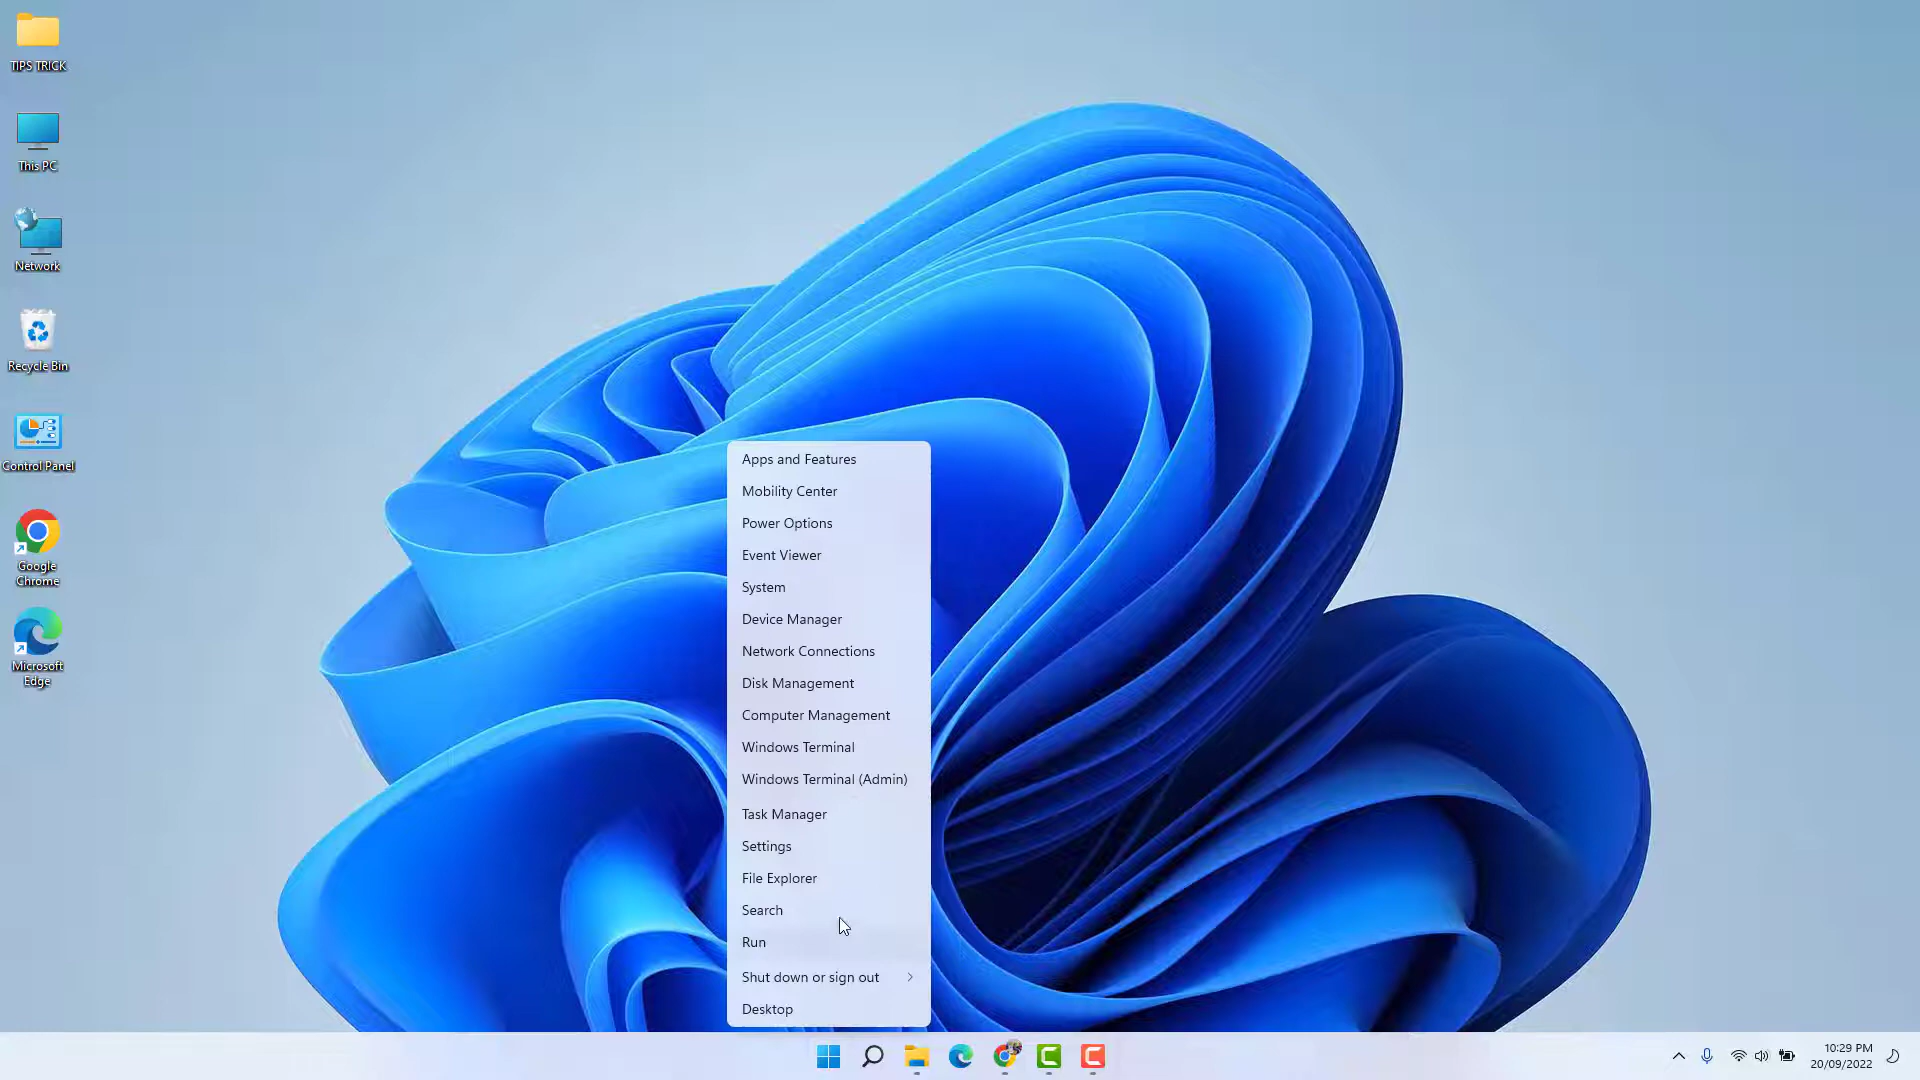 TIPS TRICK
This PC
Network
Recycle Bin
Control Panel
Google
Chrome
Microsoft
Edge
Apps and Features
Mobility Center
Power Options
Event Viewer
System
Device Manager
Network Connections
Disk Management
Computer Management
Windows Terminal
Windows Terminal (Admin)
Task Manager
Settings
File Explorer
Search
Run
Shut down or sign out
Desktop
10:29 PM
20/09/2022